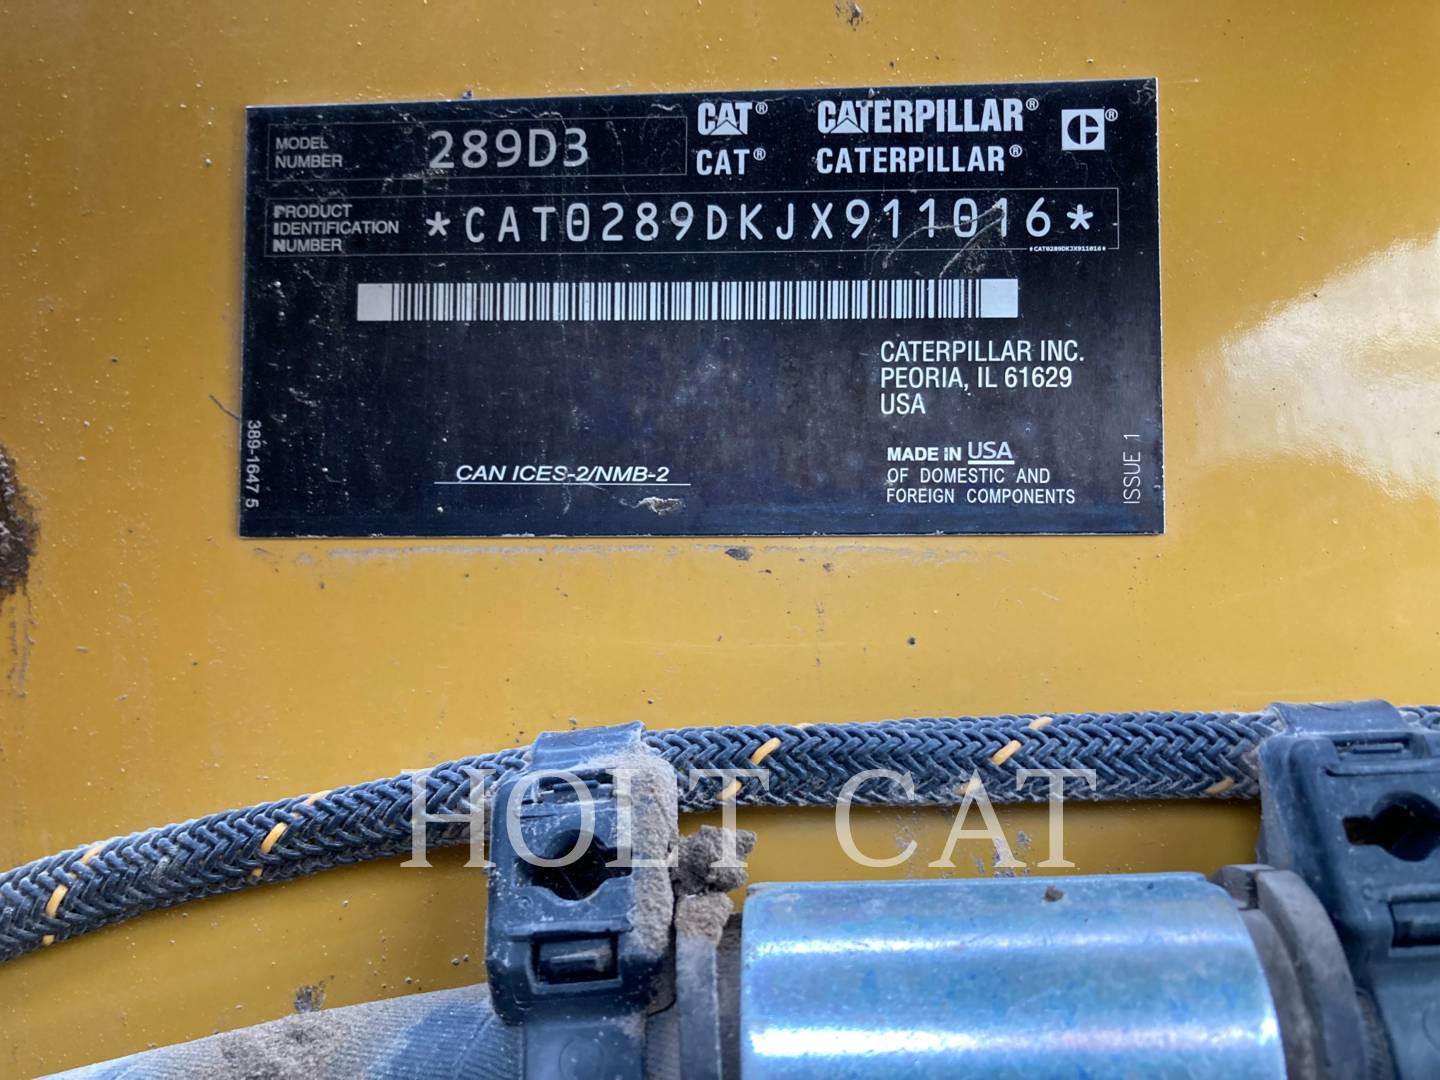 MODEL NUMBER 289D3
CAT® CATERPILLAR® C®
CAT® CATERPILLAR®
PRODUCT IDENTIFICATION NUMBER *CAT0289DKJX911016*
*CAT0289DKJX911016*
CATERPILLAR INC.
PEORIA, IL 61629
USA
CAN ICES-2/NMB-2
MADE IN USA
OF DOMESTIC AND
FOREIGN COMPONENTS
389-1647 5
ISSUE 1
HOLT CAT